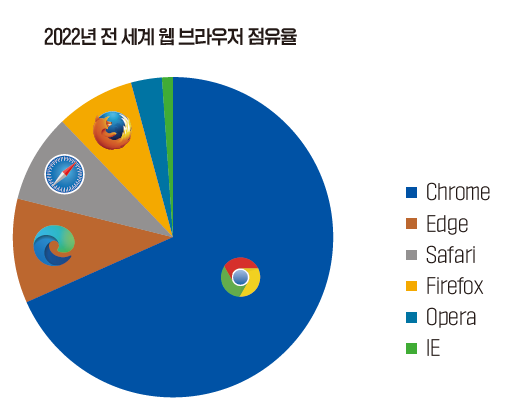 2022년 전 세계 웹 브라우저 점유율
Chrome
Edge
Safari
Firefox
Opera
IE